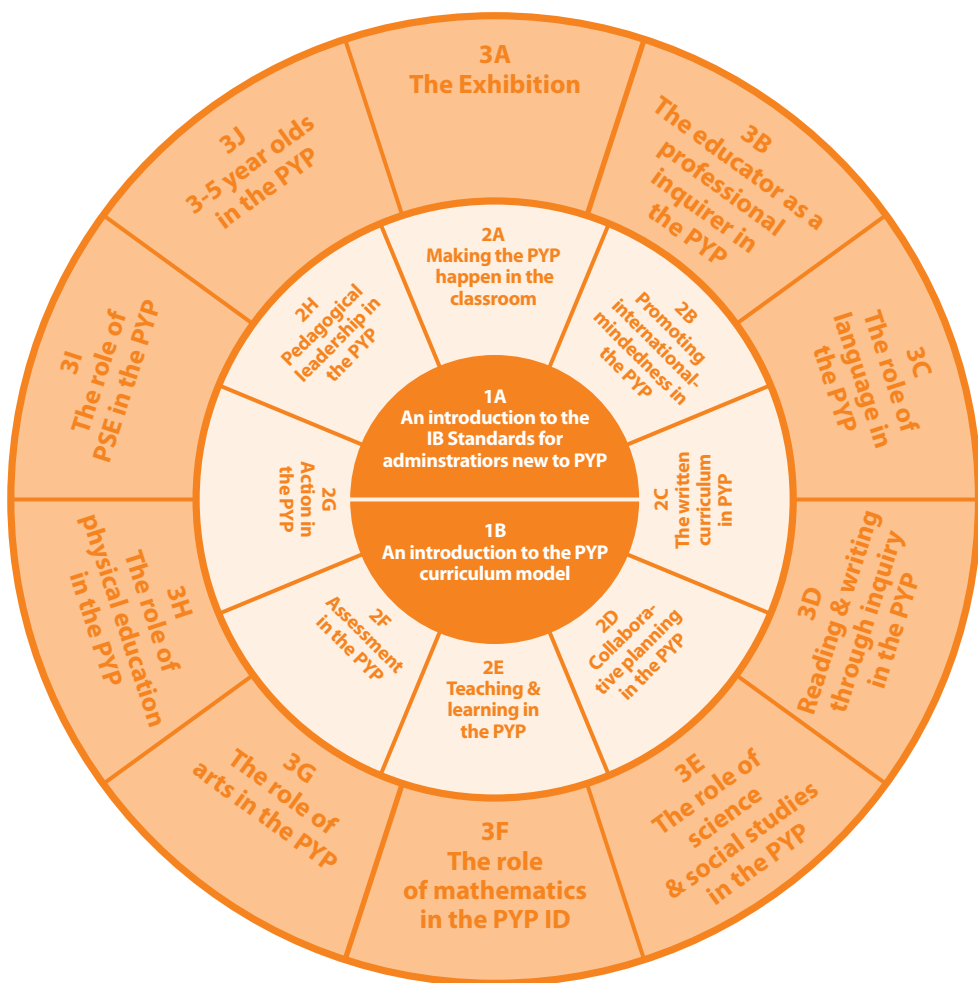 3A
The Exhibition
3B
The educator as a
professional
inquirer in
the PYP
3C
The role of
language in
the PYP
3D
Reading & writing
through inquiry
in the PYP
3E
The role of
science
& social studies
in the PYP
3F
The role
of mathematics
in the PYP ID
3G
The role of
arts in the PYP
3H
The role of
physical education
in the PYP
3I
The role of
PSE in the PYP
3J
3-5 year olds
in the PYP
2A
Making the PYP
happen in the
classroom
2B
Promoting
international-
mindedness in
the PYP
2C
The written
curriculum
in PYP
2D
Collabora-
tive planning
in the PYP
2E
Teaching &
learning in
the PYP
2F
Assessment
in the PYP
2G
Action in
the PYP
2H
Pedagogical
leadership in
the PYP
1A
An introduction to the
IB Standards for
adminstratiors new to PYP
1B
An introduction to the PYP
curriculum model